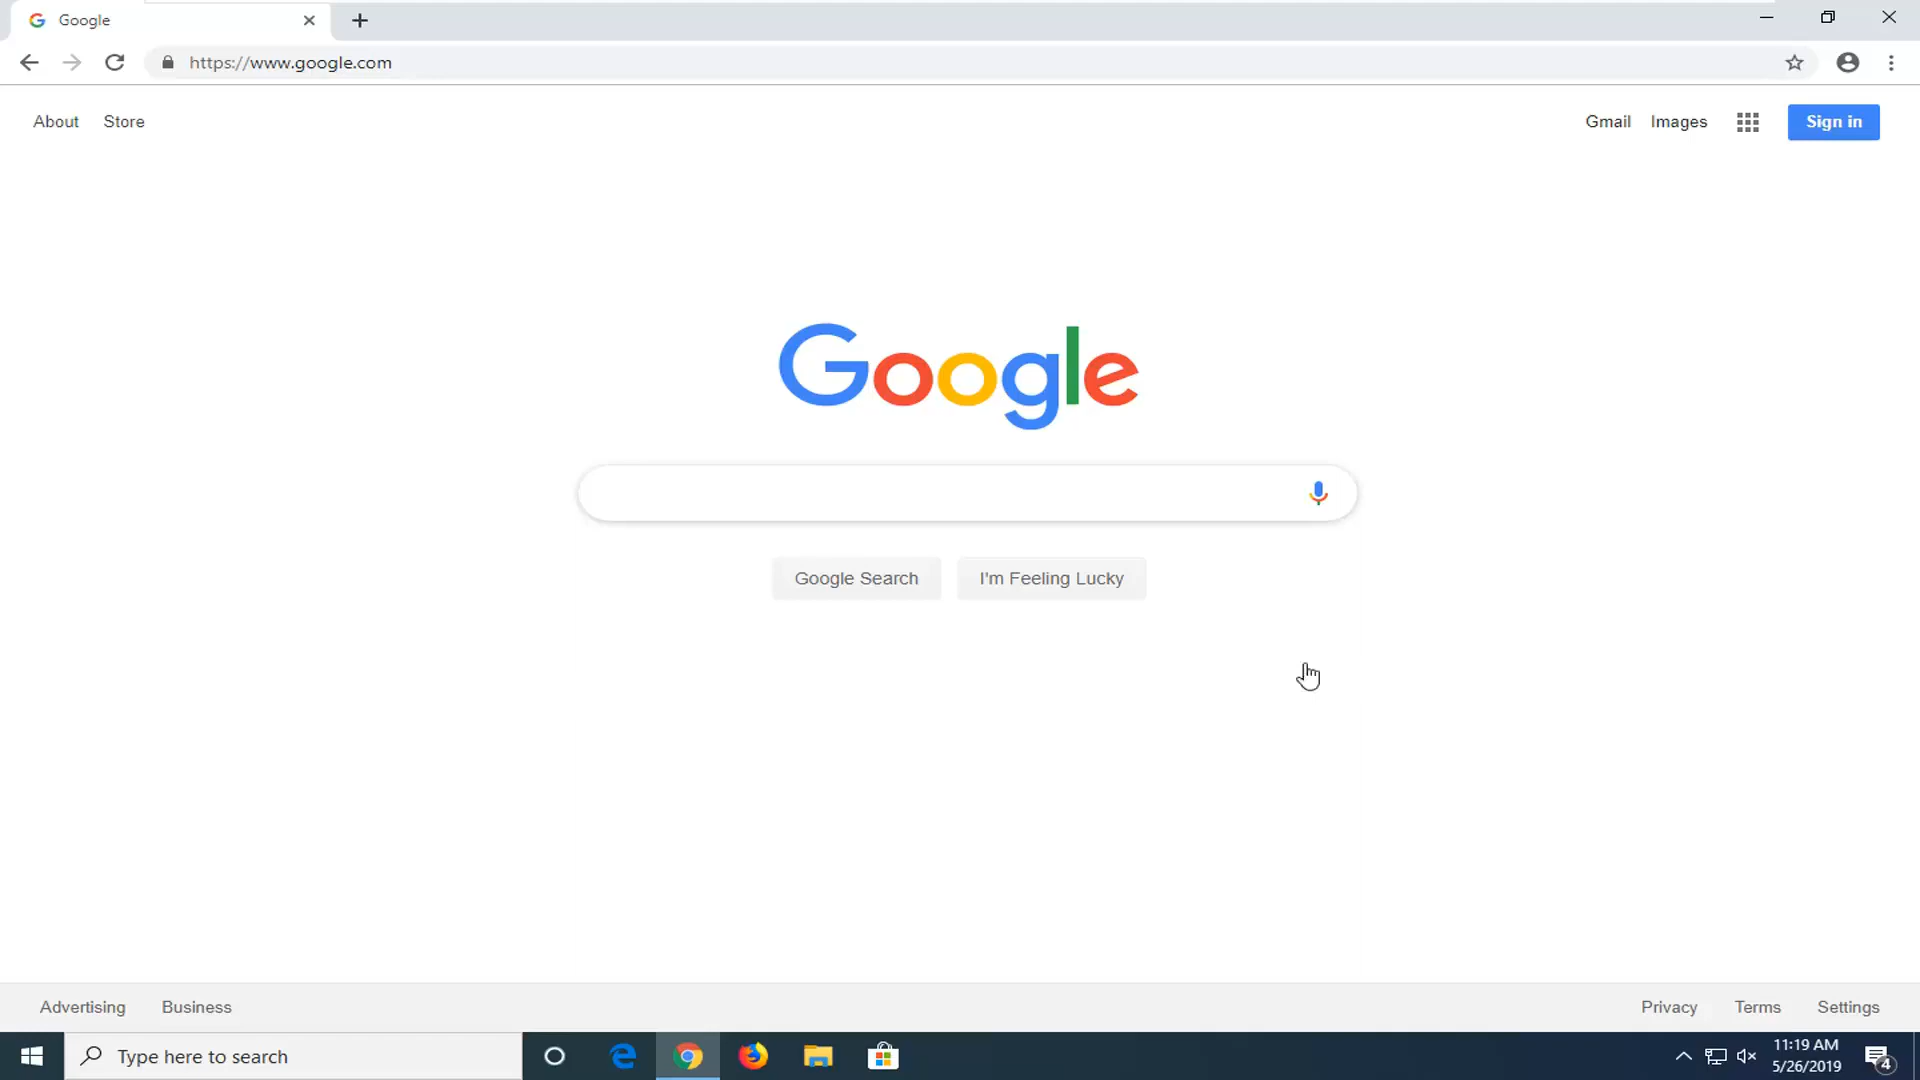 Google
https://www.google.com
About Store Gmail Images Sign in
Google
Google Search I'm Feeling Lucky
Advertising Business Privacy Terms Settings
Type here to search
11:19 AM
5/26/2019
4